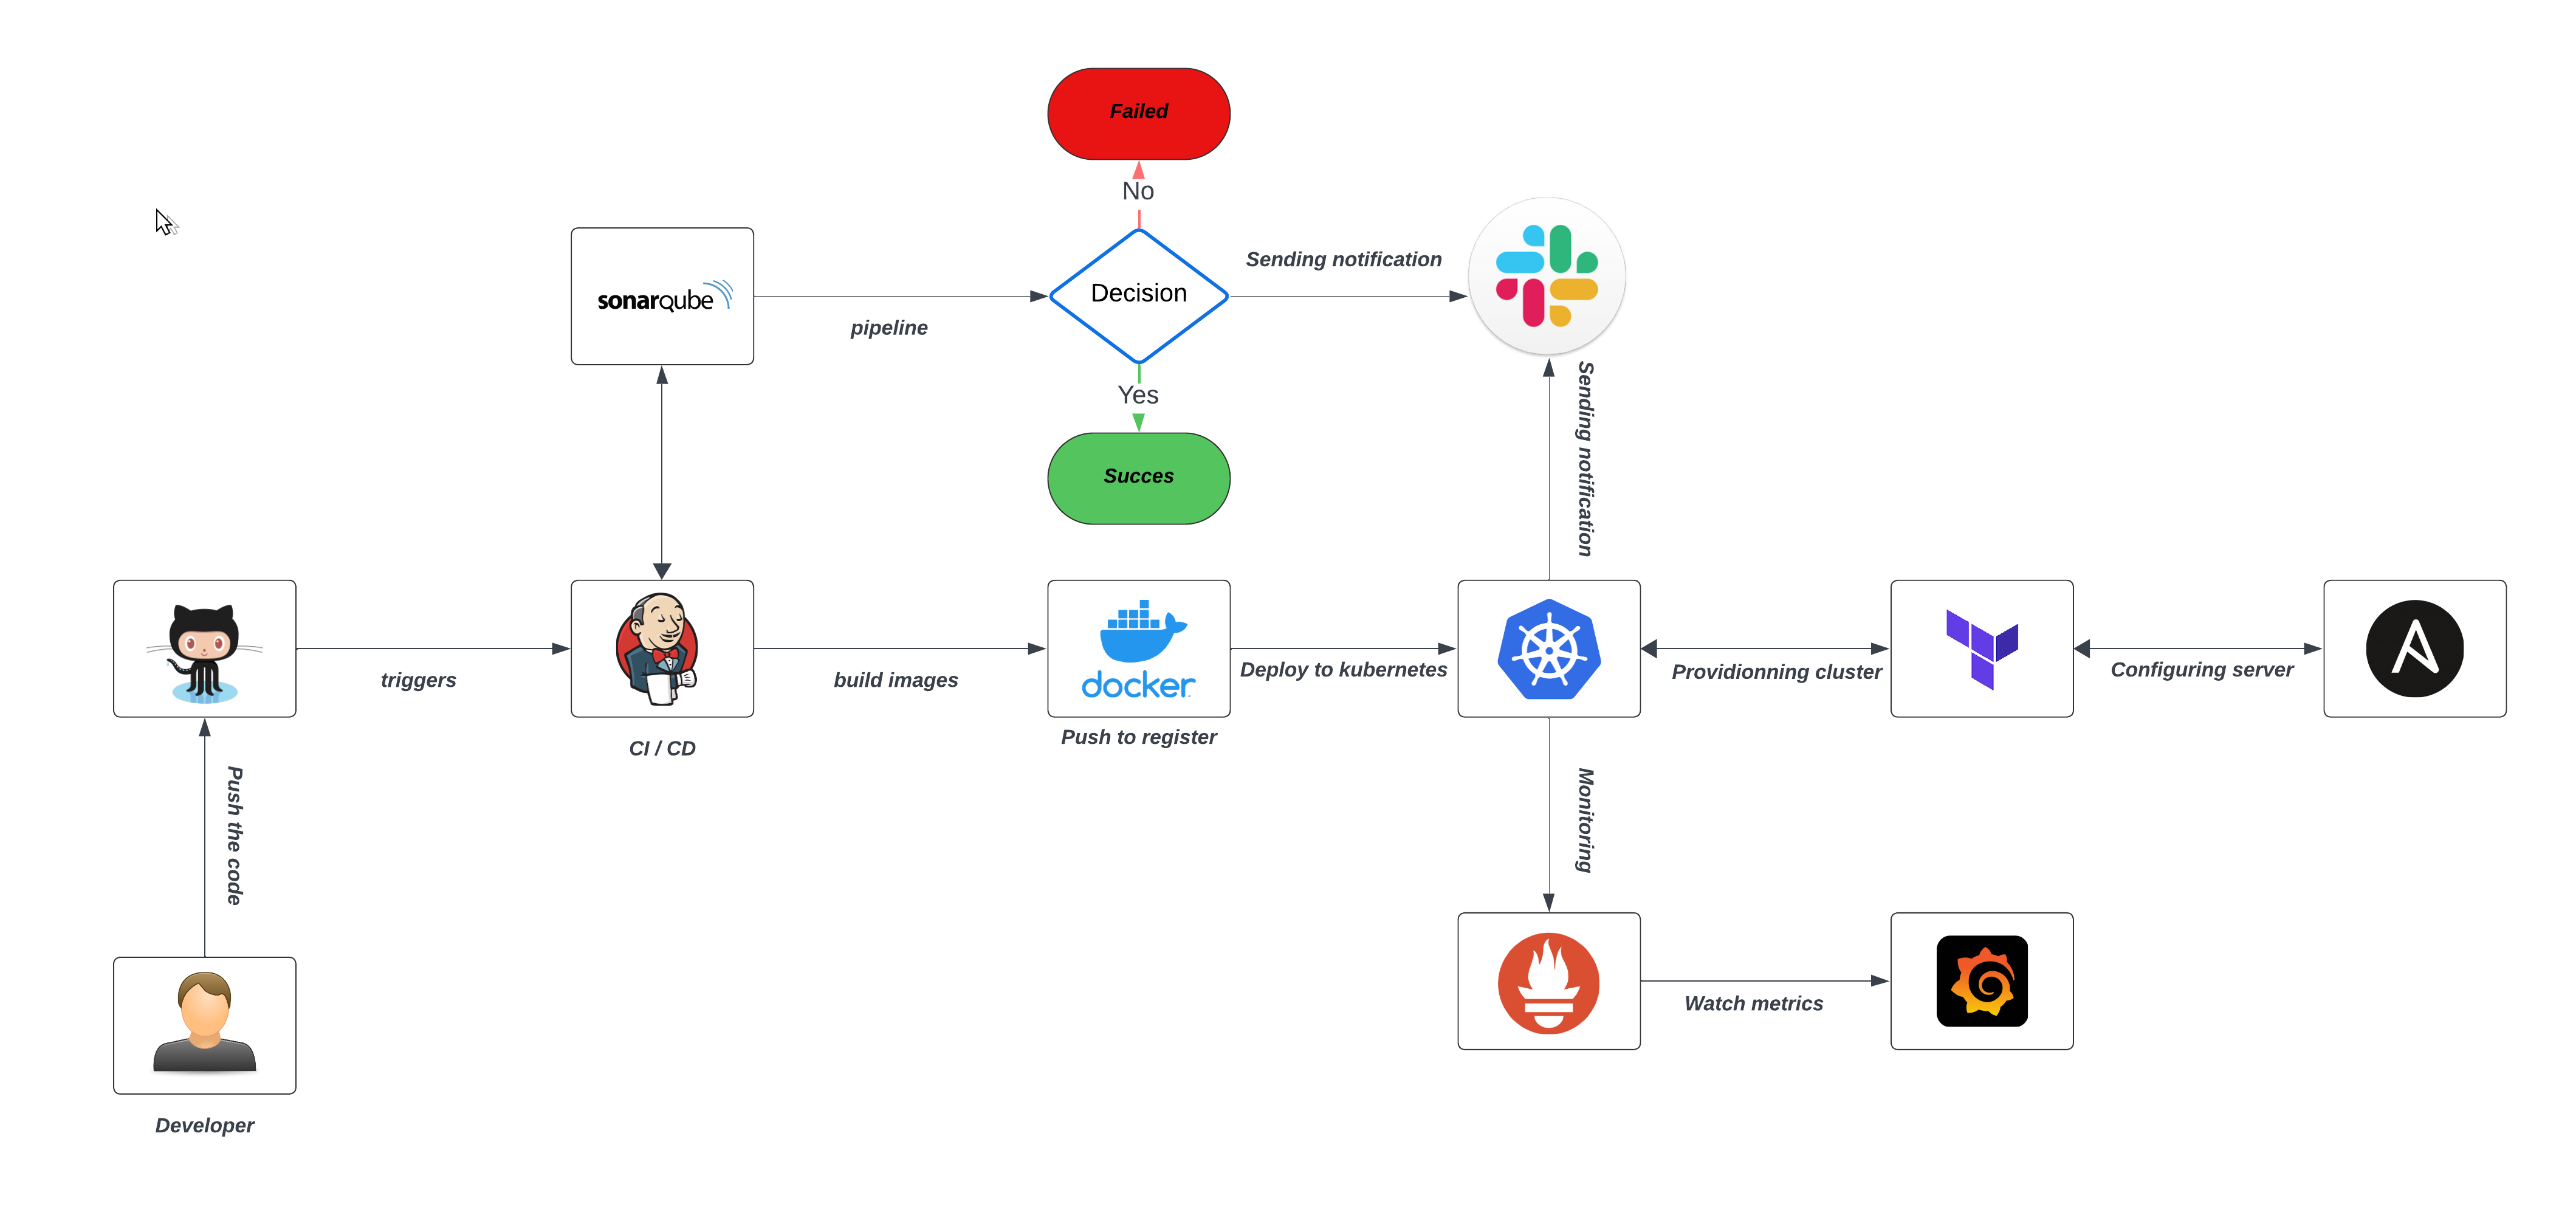 Failed
No
sonarqube
pipeline
Decision
Sending notification
Yes
Succes
Sending notification
triggers
CI / CD
build images
docker
Push to register
Deploy to kubernetes
Providionning cluster
Configuring server
Push the code
Monitoring
Watch metrics
Developer